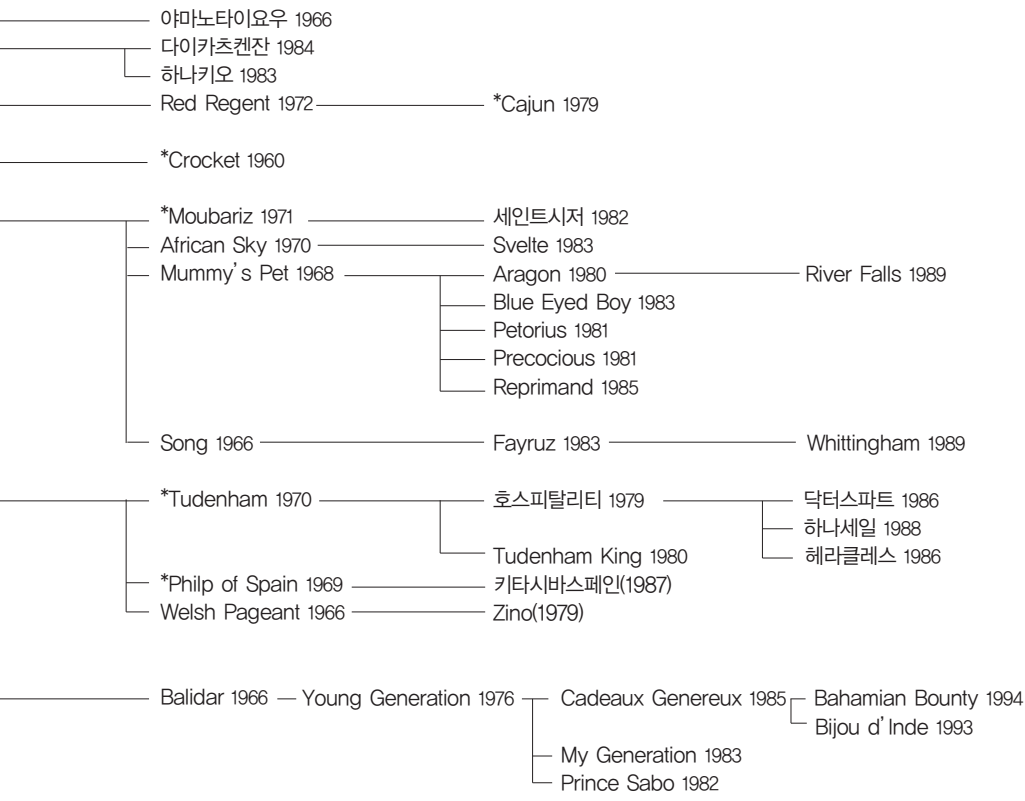 야마노타이요우 1966
다이카츠켄잔 1984
하나키오 1983
Red Regent 1972 *Cajun 1979
*Crocket 1960
*Moubariz 1971 세인트시저 1982
African Sky 1970 Svelte 1983
Mummy's Pet 1968 Aragon 1980 River Falls 1989
Blue Eyed Boy 1983
Petorius 1981
Precocious 1981
Reprimand 1985
Song 1966 Fayruz 1983 Whittingham 1989
*Tudenham 1970 호스피탈리티 1979 닥터스파트 1986
하나세일 1988
Tudenham King 1980 헤라클레스 1986
*Philp of Spain 1969 키타시바스페인(1987)
Welsh Pageant 1966 Zino(1979)
Balidar 1966 Young Generation 1976 Cadeaux Genereux 1985 Bahamian Bounty 1994
Bijou d'Inde 1993
My Generation 1983
Prince Sabo 1982